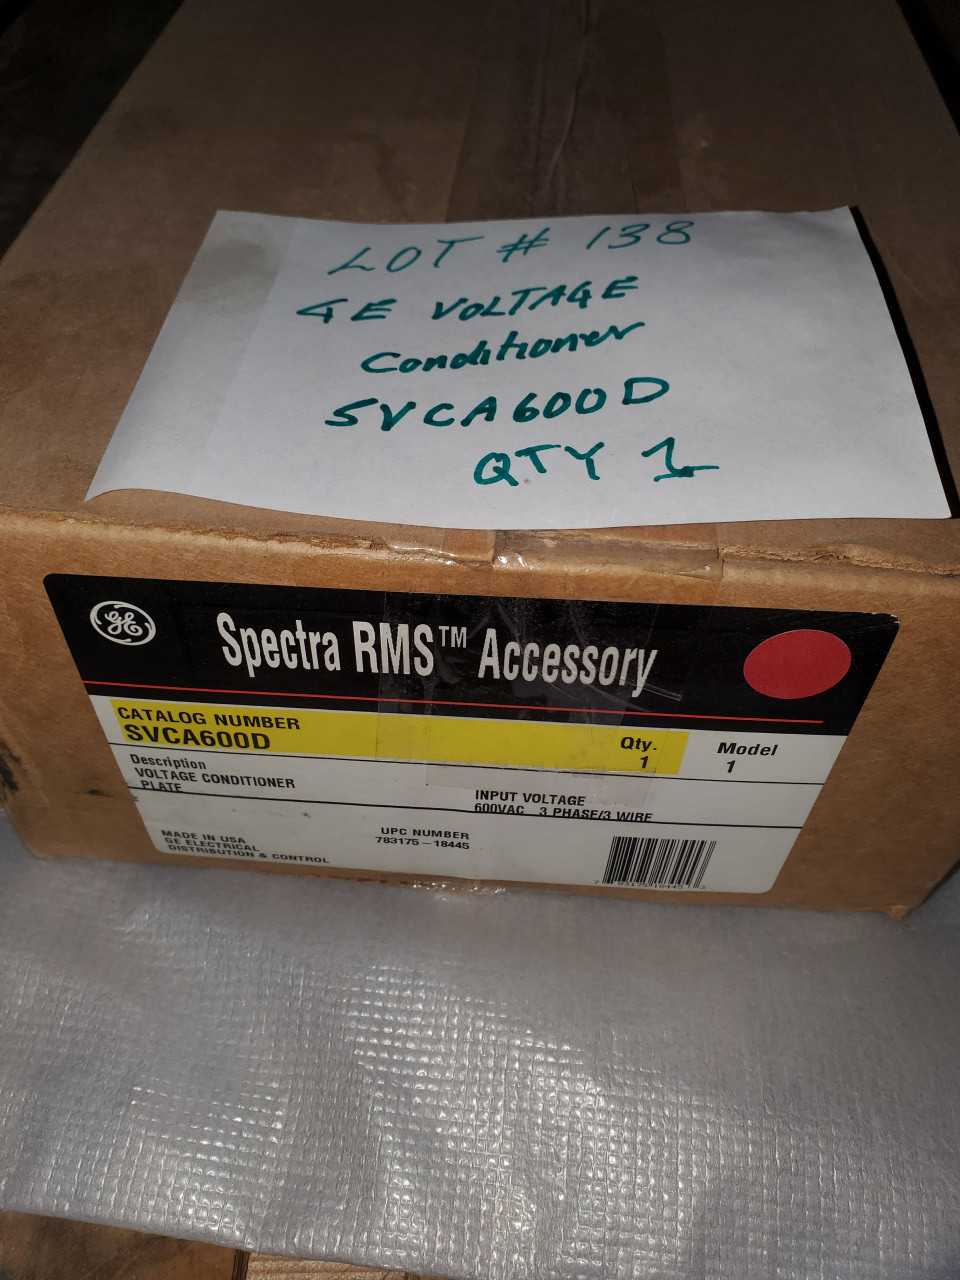 LOT # 138
GE VOLTAGE
Conditioner
SVCA600D
QTY 1
GE
Spectra RMS™ Accessory
CATALOG NUMBER
SVCA600D
Qty.
1
Model
1
Description
VOLTAGE CONDITIONER
PLATE
INPUT VOLTAGE
600VAC 3 PHASE/3 WIRE
MADE IN USA
GE ELECTRICAL
DISTRIBUTION & CONTROL
UPC NUMBER
783175-18445